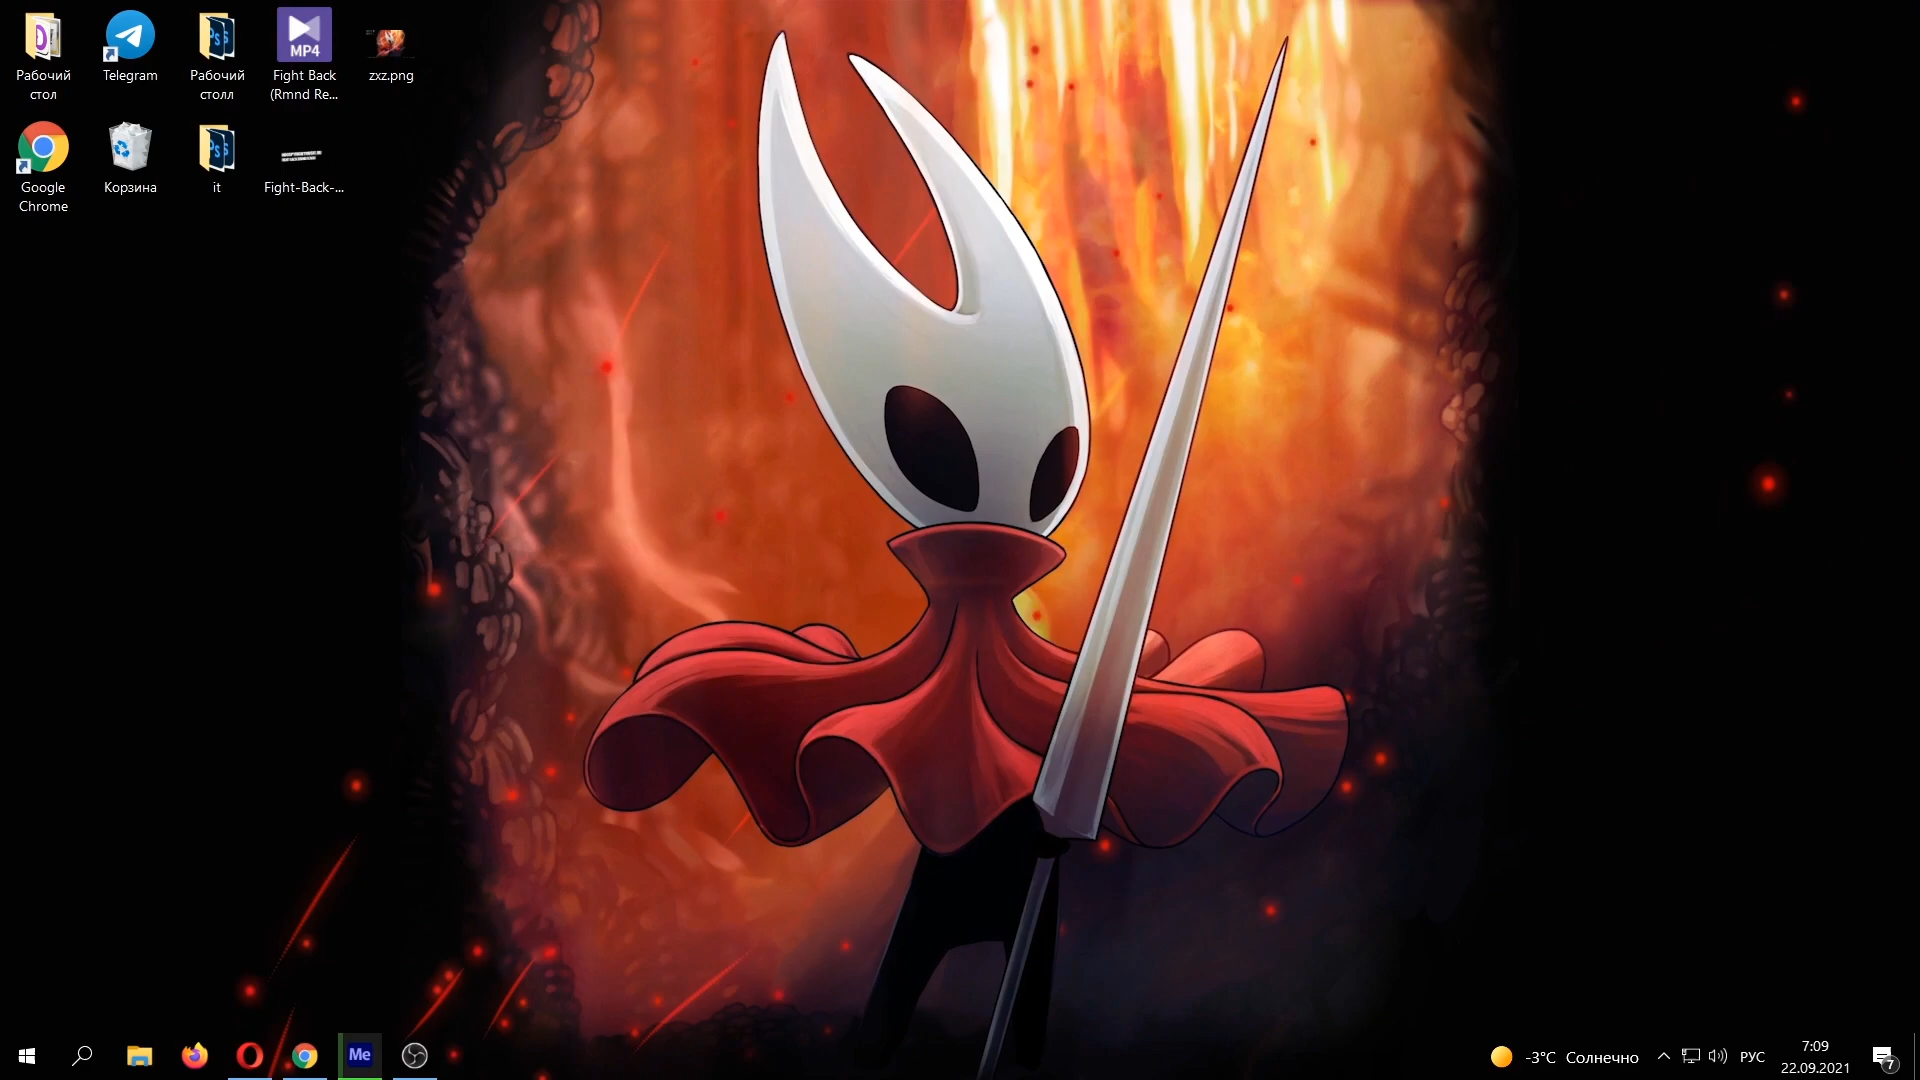 Рабочий
стол
Telegram
Рабочий
столл
MP4
Fight Back
(Rmnd Re...
zxz.png
Google
Chrome
Корзина
it
Fight-Back-...
Me
-3°C Солнечно
РУС
7:09
22.09.2021
7